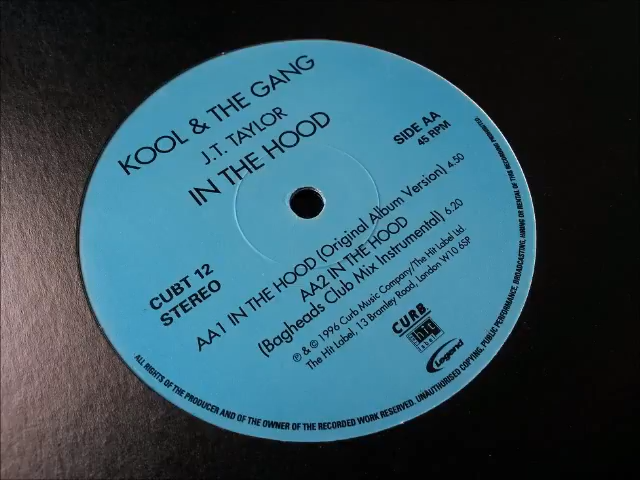 KOOL & THE GANG
J.T. TAYLOR
IN THE HOOD
SIDE AA
45 RPM
CUBT 12
STEREO
AA1 IN THE HOOD (Original Album Version) 4.50
AA2 IN THE HOOD
(Bagheads Club Mix Instrumental) 6.20
℗ & © 1996 Curb Music Company/The Hit Label Ltd.
The Hit Label, 13 Bramley Road, London W10 6SP
CURB
the hit label
Legend
ALL RIGHTS OF THE PRODUCER AND OF THE OWNER OF THE RECORDED WORK RESERVED. UNAUTHORISED COPYING, PUBLIC PERFORMANCE, BROADCASTING, HIRING OR RENTAL OF THIS RECORDING PROHIBITED.